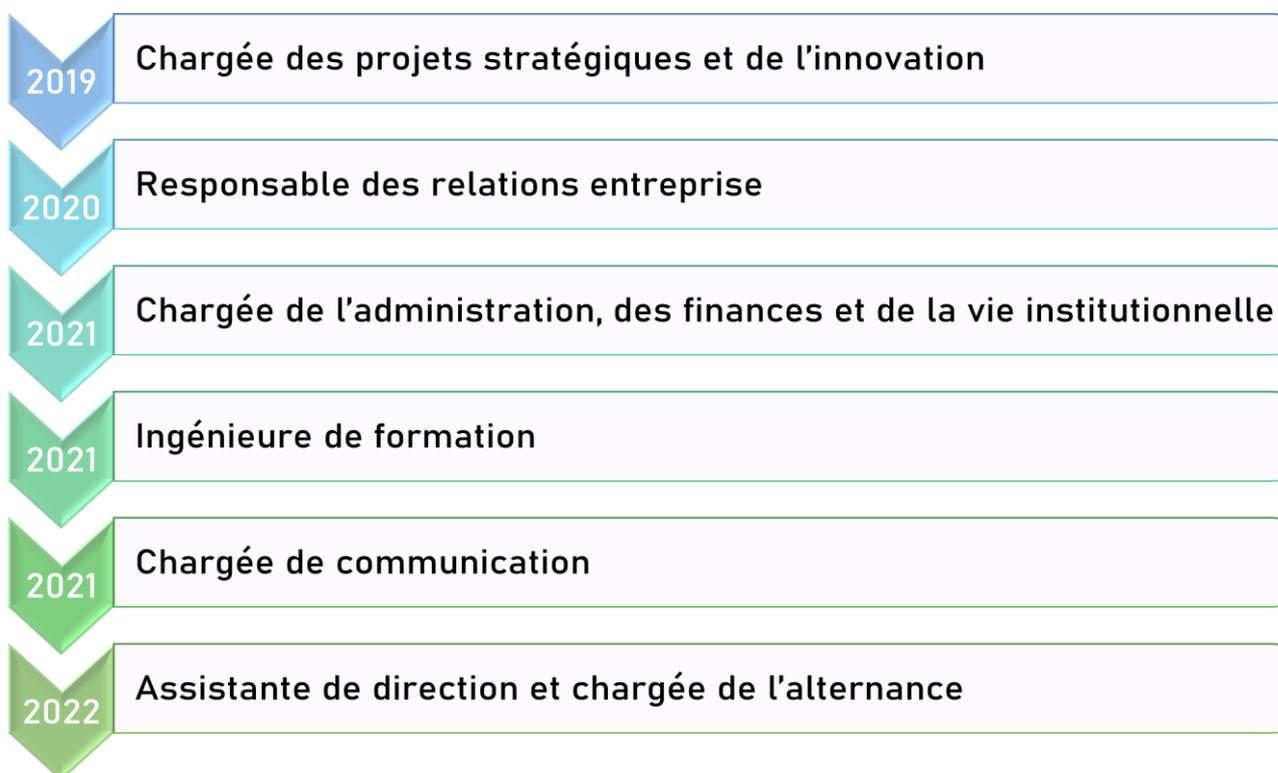 2019
Chargée des projets stratégiques et de l'innovation
2020
Responsable des relations entreprise
2021
Chargée de l'administration, des finances et de la vie institutionnelle
2021
Ingénieure de formation
2021
Chargée de communication
2022
Assistante de direction et chargée de l'alternance